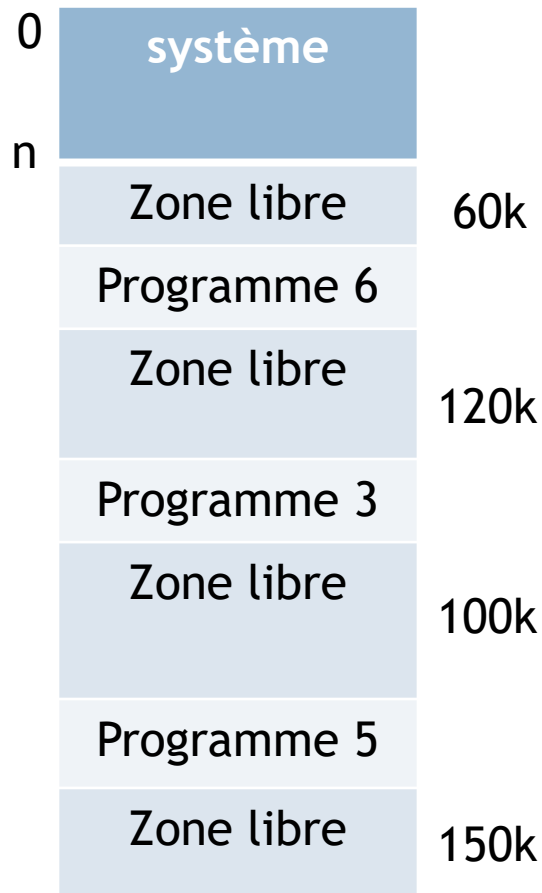 0
système
n
Zone libre
60k
Programme 6
Zone libre
120k
Programme 3
Zone libre
100k
Programme 5
Zone libre
150k